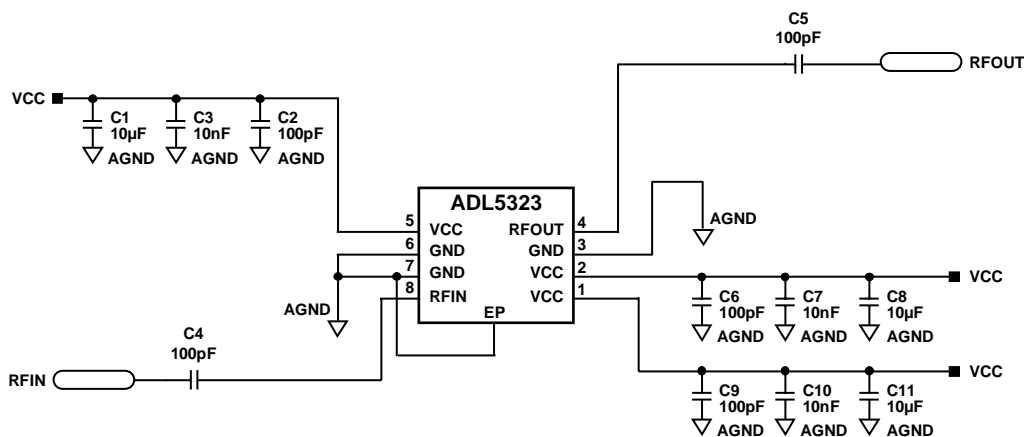 C5
100pF
RFOUT
VCC
C1
10µF
AGND
C3
10nF
AGND
C2
100pF
AGND
ADL5323
5
VCC
6
GND
7
GND
8
RFIN
RFOUT
4
GND
3
VCC
2
VCC
1
EP
AGND
AGND
VCC
C6
100pF
AGND
C7
10nF
AGND
C8
10µF
AGND
C4
100pF
RFIN
VCC
C9
100pF
AGND
C10
10nF
AGND
C11
10µF
AGND